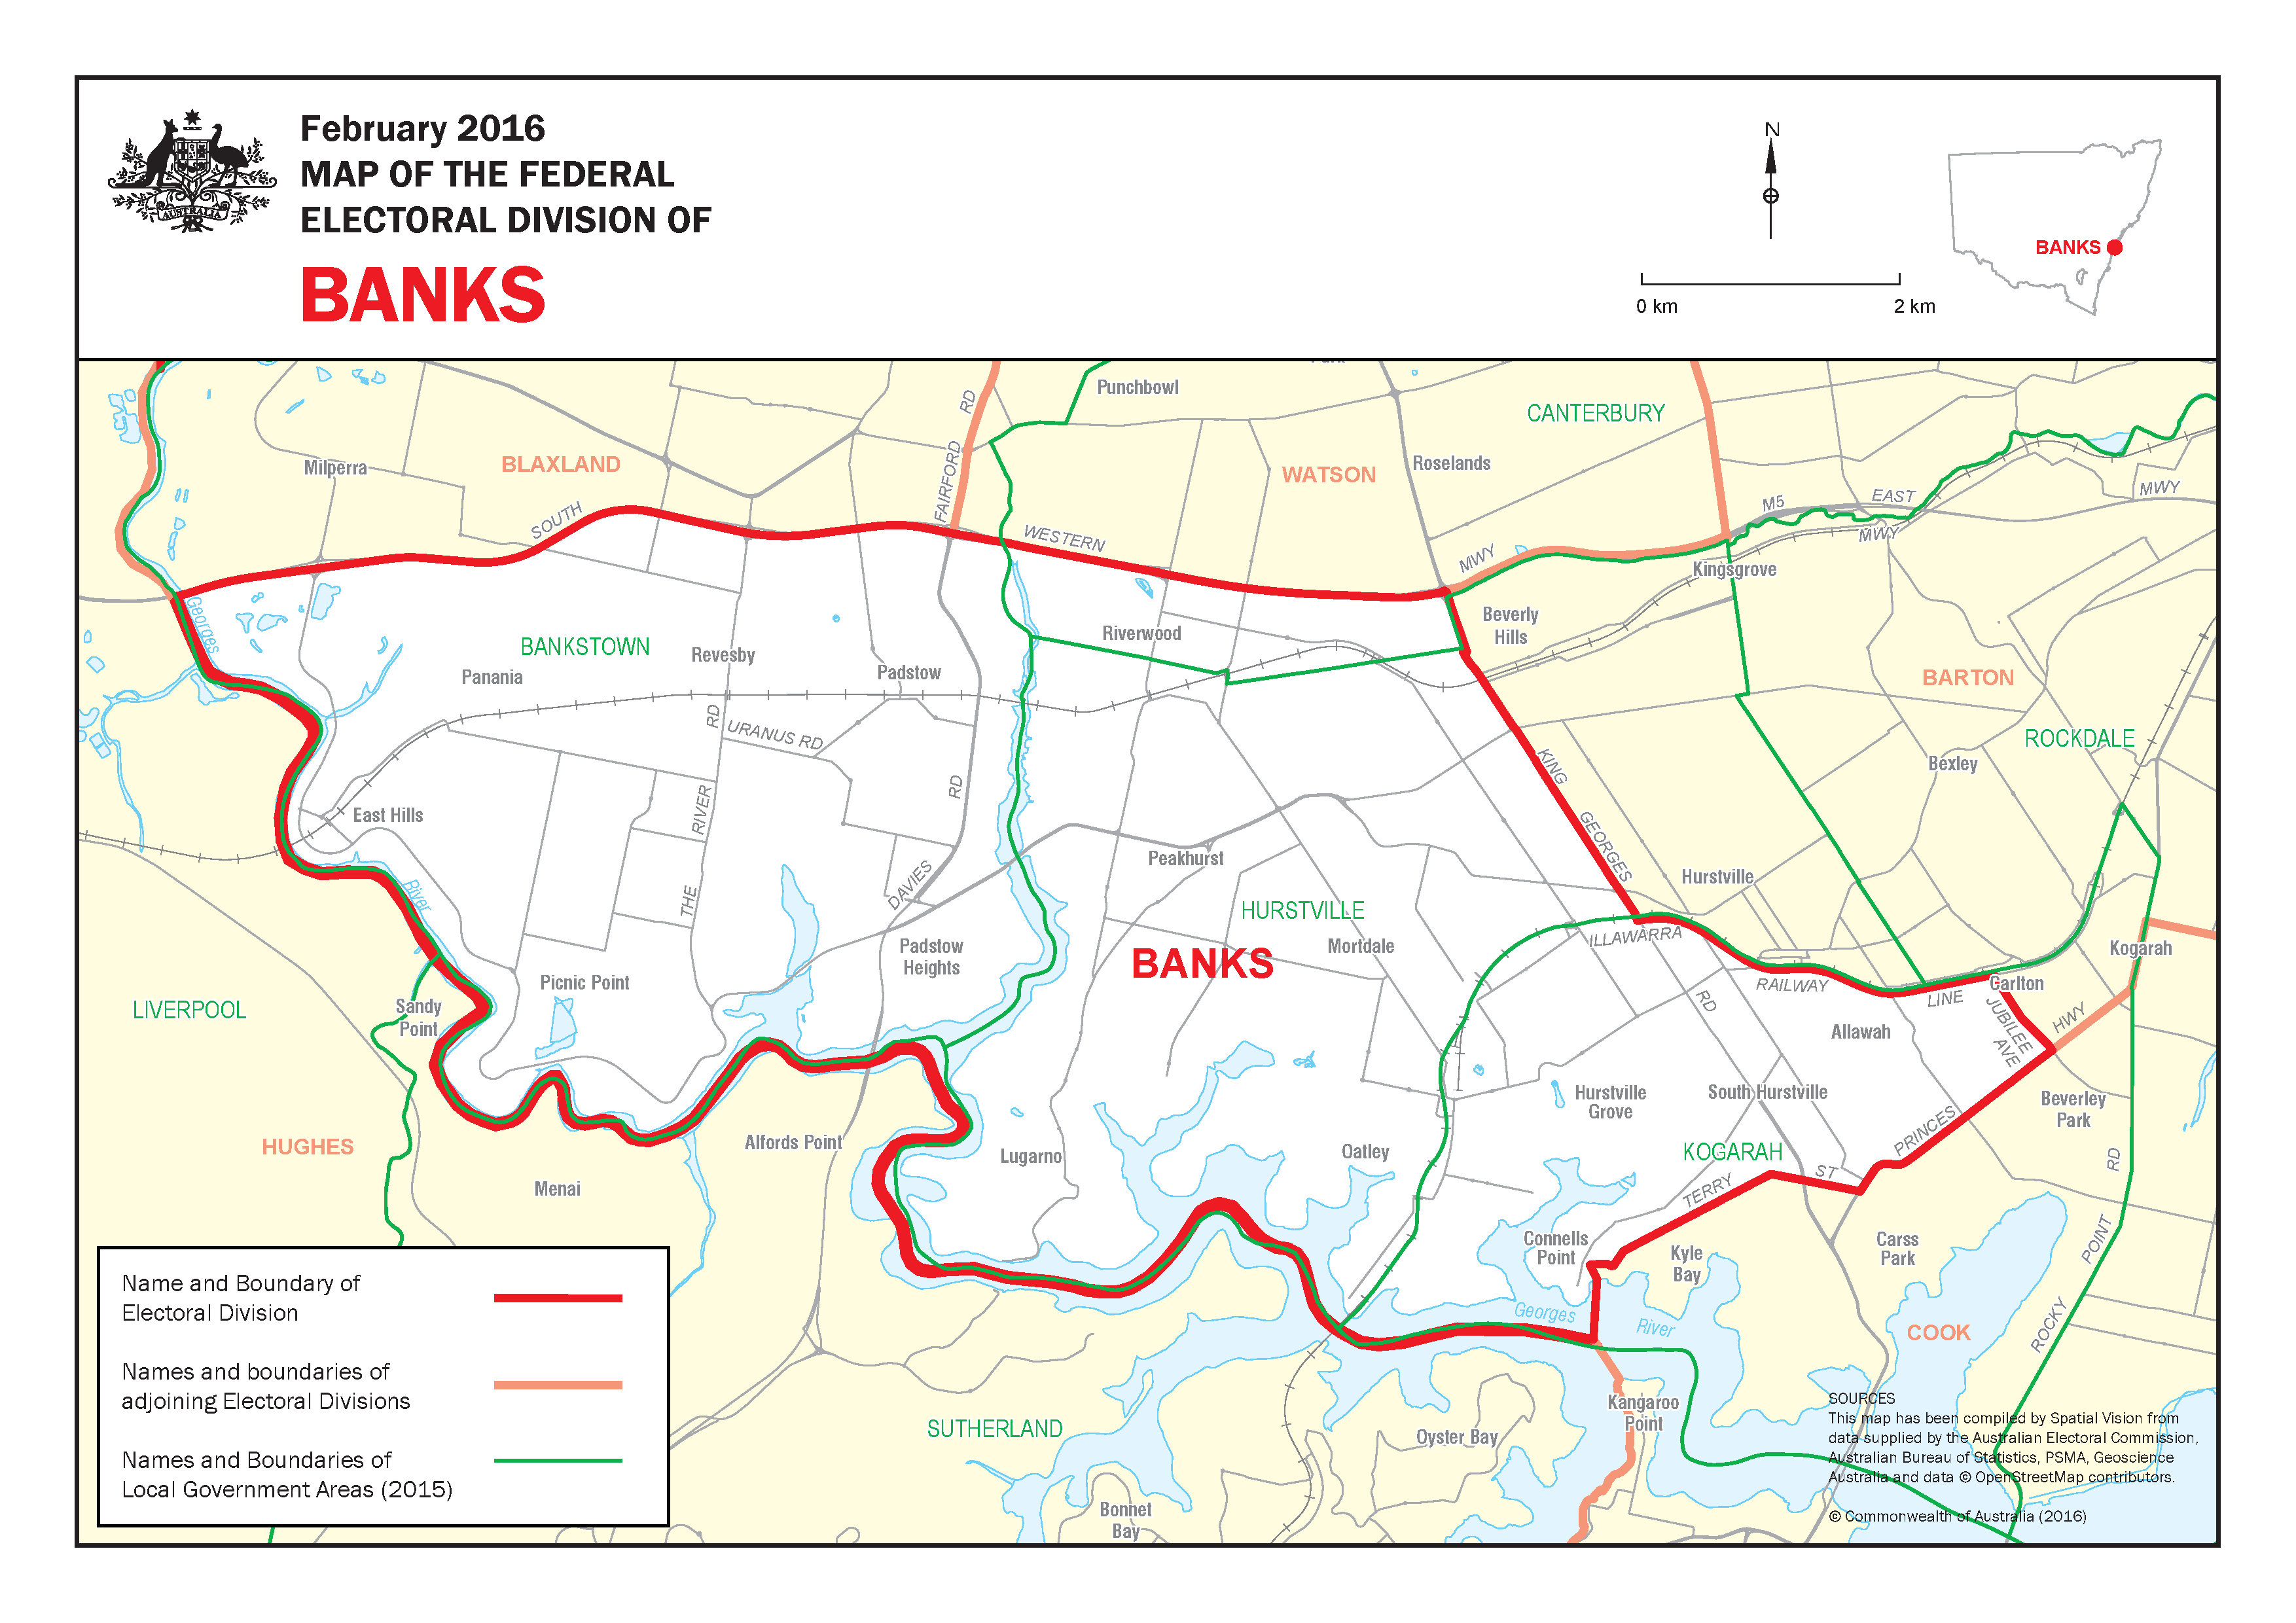 February 2016
MAP OF THE FEDERAL
ELECTORAL DIVISION OF
BANKS
AUSTRALIA
N
0 km
2 km
BANKS
Punchbowl
CANTERBURY
RD
FAIRFORD
Milperra
BLAXLAND
WATSON
Roselands
SOUTH
WESTERN
MWY
M5
EAST
MWY
MWY
Kingsgrove
Georges
BANKSTOWN
Revesby
Panania
Padstow
Riverwood
Beverly
Hills
BARTON
RD
URANUS RD
ROCKDALE
KING
GEORGES
Bexley
East Hills
RIVER
RD
Peakhurst
DAVIES
THE
River
Hurstville
HURSTVILLE
Mortdale
ILLAWARRA
Padstow
Heights
BANKS
Kogarah
Picnic Point
RAILWAY
LINE
Carlton
LIVERPOOL
Sandy
Point
RD
JUBILEE
AVE
HWY
Allawah
Hurstville
Grove
South Hurstville
Beverley
Park
HUGHES
Alfords Point
Lugarno
Oatley
KOGARAH
PRINCES
RD
Menai
TERRY
ST
Connells
Point
Kyle
Bay
Carss
Park
POINT
Georges
River
COOK
ROCKY
Kangaroo
Point
SUTHERLAND
Oyster Bay
Bonnet
Bay
Name and Boundary of
Electoral Division
Names and boundaries of
adjoining Electoral Divisions
Names and Boundaries of
Local Government Areas (2015)
SOURCES
This map has been compiled by Spatial Vision from
data supplied by the Australian Electoral Commission,
Australian Bureau of Statistics, PSMA, Geoscience
Australia and data © OpenStreetMap contributors.
© Commonwealth of Australia (2016)